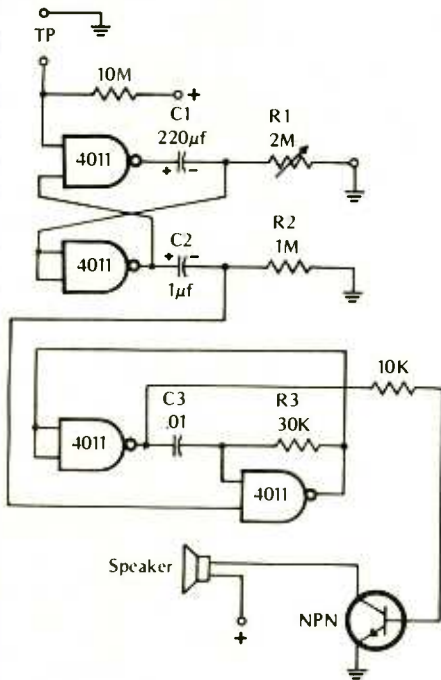 TP
10M
+
C1
220µf
+ -
R1
2M
4011
C2
+ -
1µf
R2
1M
4011
10K
C3
.01
R3
30K
4011
4011
Speaker
+
NPN